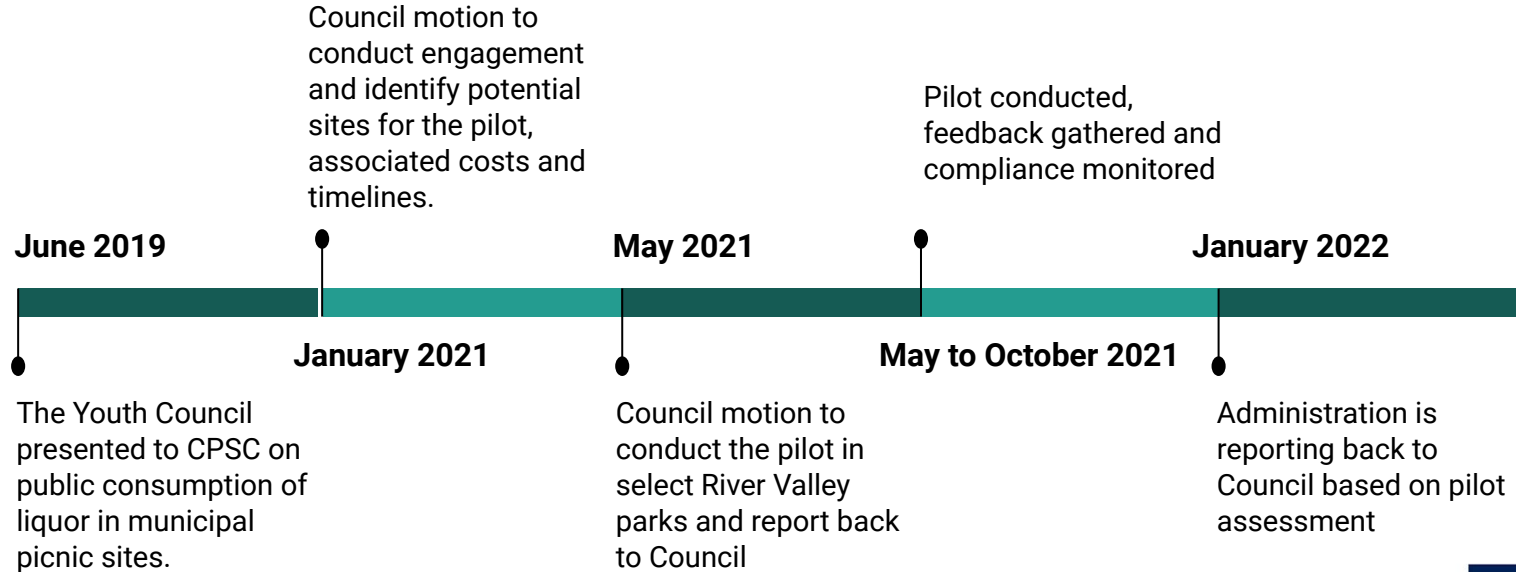 June 2019
The Youth Council
presented to CPSC on
public consumption of
liquor in municipal
picnic sites.
Council motion to
conduct engagement
and identify potential
sites for the pilot,
associated costs and
timelines.
January 2021
May 2021
Council motion to
conduct the pilot in
select River Valley
parks and report back
to Council
Pilot conducted,
feedback gathered and
compliance monitored
May to October 2021
January 2022
Administration is
reporting back to
Council based on pilot
assessment